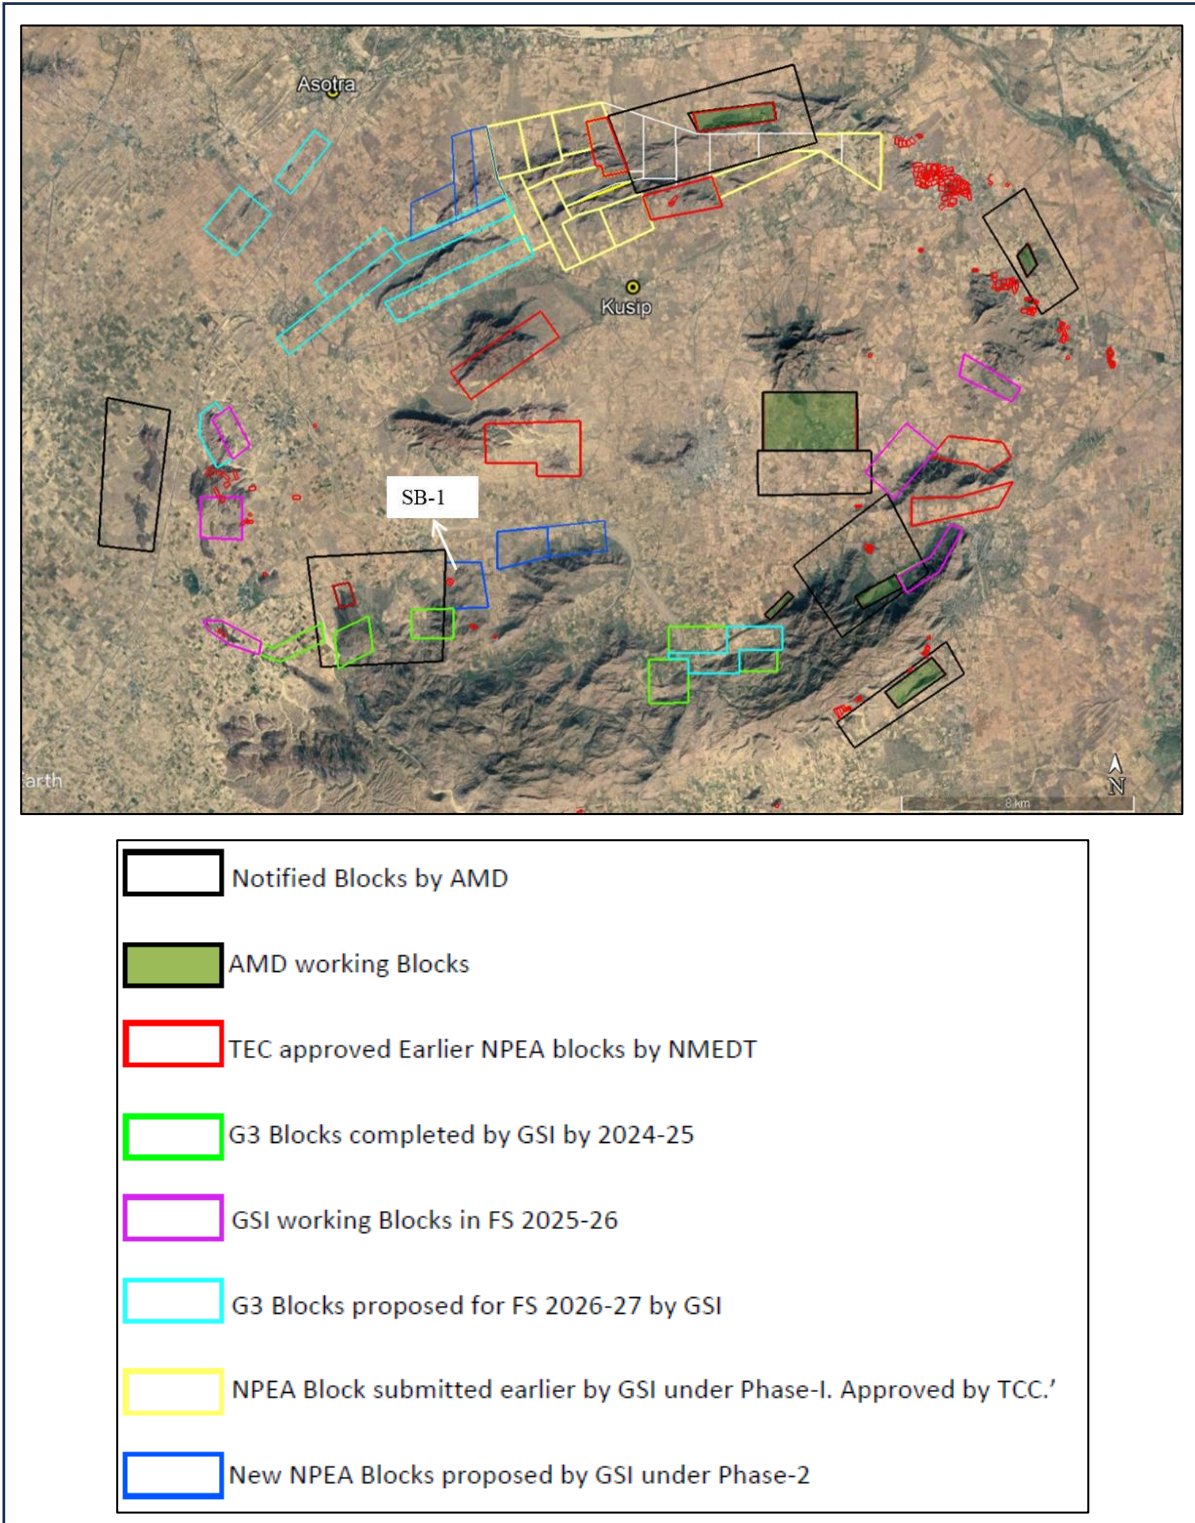 Asotra
Kusip
SB-1
arth
N
8 km
Notified Blocks by AMD
AMD working Blocks
TEC approved Earlier NPEA blocks by NMEDT
G3 Blocks completed by GSI by 2024-25
GSI working Blocks in FS 2025-26
G3 Blocks proposed for FS 2026-27 by GSI
NPEA Block submitted earlier by GSI under Phase-I. Approved by TCC.’
New NPEA Blocks proposed by GSI under Phase-2